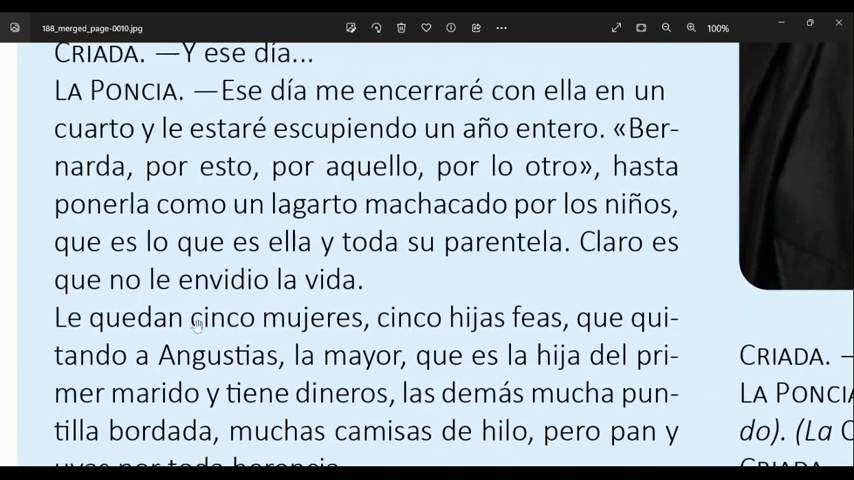 188_merged_page-0010.jpg
100%
CRIADA. —Y ese día...
LA PONCIA. —Ese día me encerraré con ella en un
cuarto y le estaré escupiendo un año entero. «Ber-
narda, por esto, por aquello, por lo otro», hasta
ponerla como un lagarto machacado por los niños,
que es lo que es ella y toda su parentela. Claro es
que no le envidio la vida.
Le quedan cinco mujeres, cinco hijas feas, que qui-
tando a Angustias, la mayor, que es la hija del pri-
mer marido y tiene dineros, las demás mucha pun-
tilla bordada, muchas camisas de hilo, pero pan y
uvas por toda herencia.
CRIADA. —
LA PONCIA
do). (La C
CRIADA